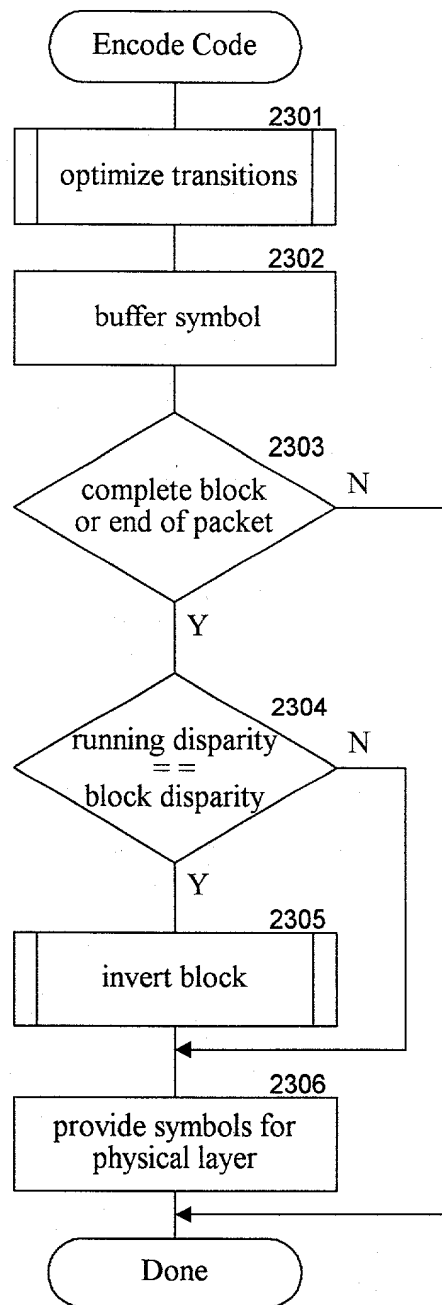 Encode Code
2301
optimize transitions
2302
buffer symbol
2303
complete block
or end of packet
N
Y
2304
running disparity
N
= =
block disparity
Y
2305
invert block
2306
provide symbols for
physical layer
Done